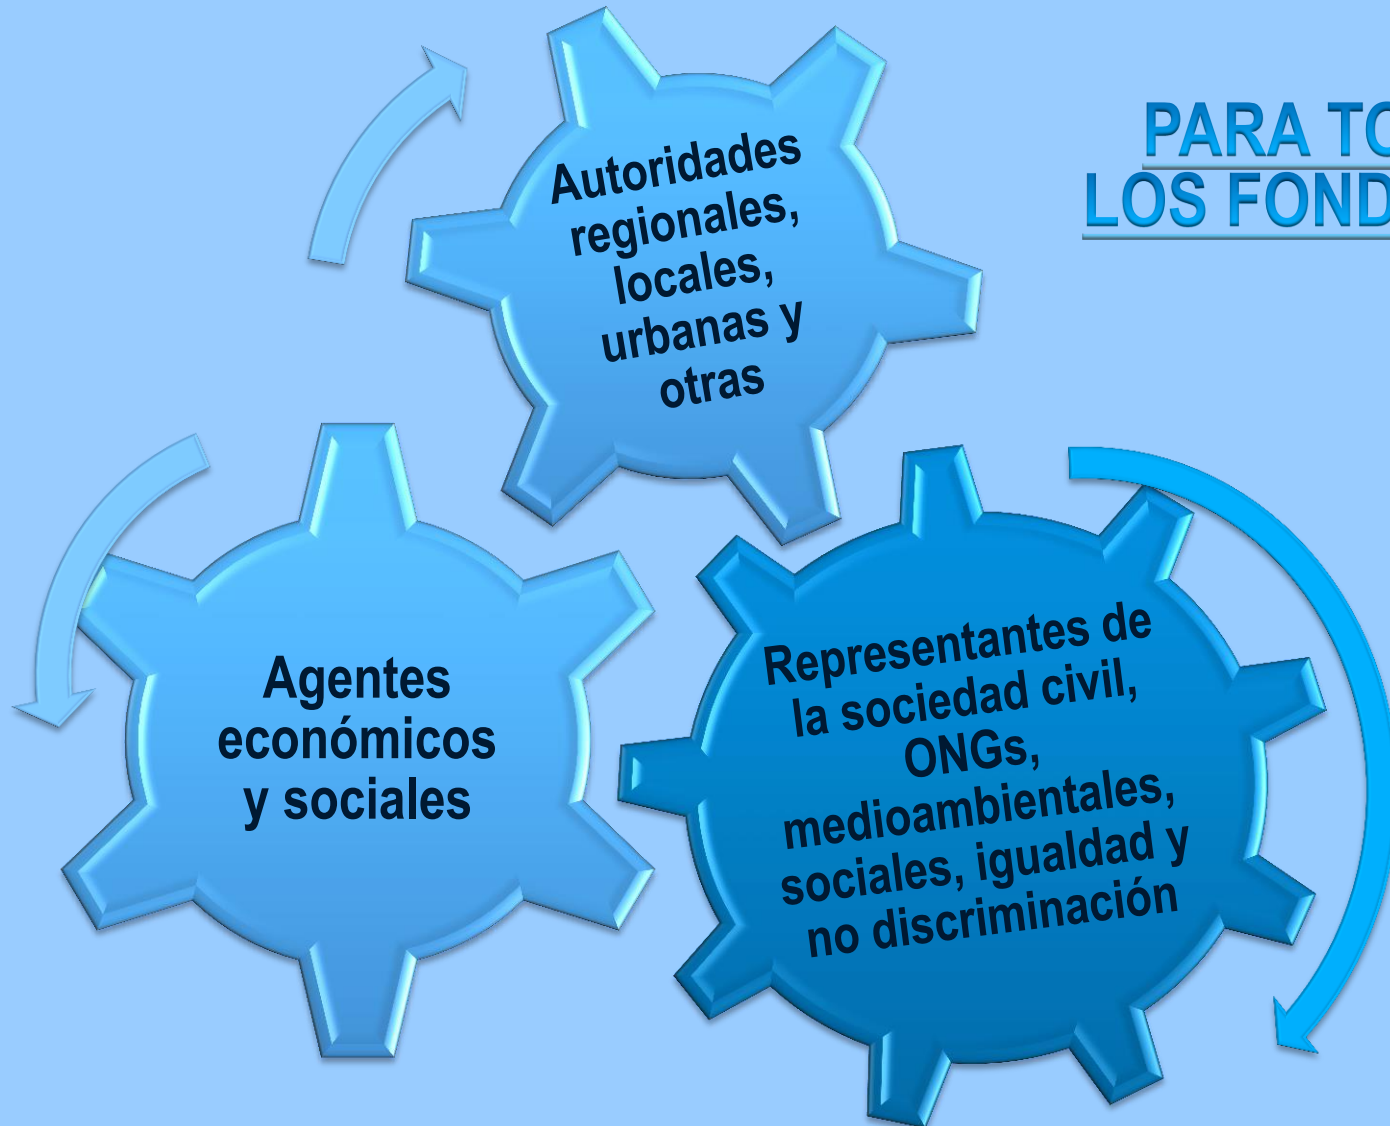 PARA TO
LOS FOND
Autoridades
regionales,
locales,
urbanas y
otras
Agentes
económicos
y sociales
Representantes de
la sociedad civil,
ONGs,
medioambientales,
sociales, igualdad y
no discriminación